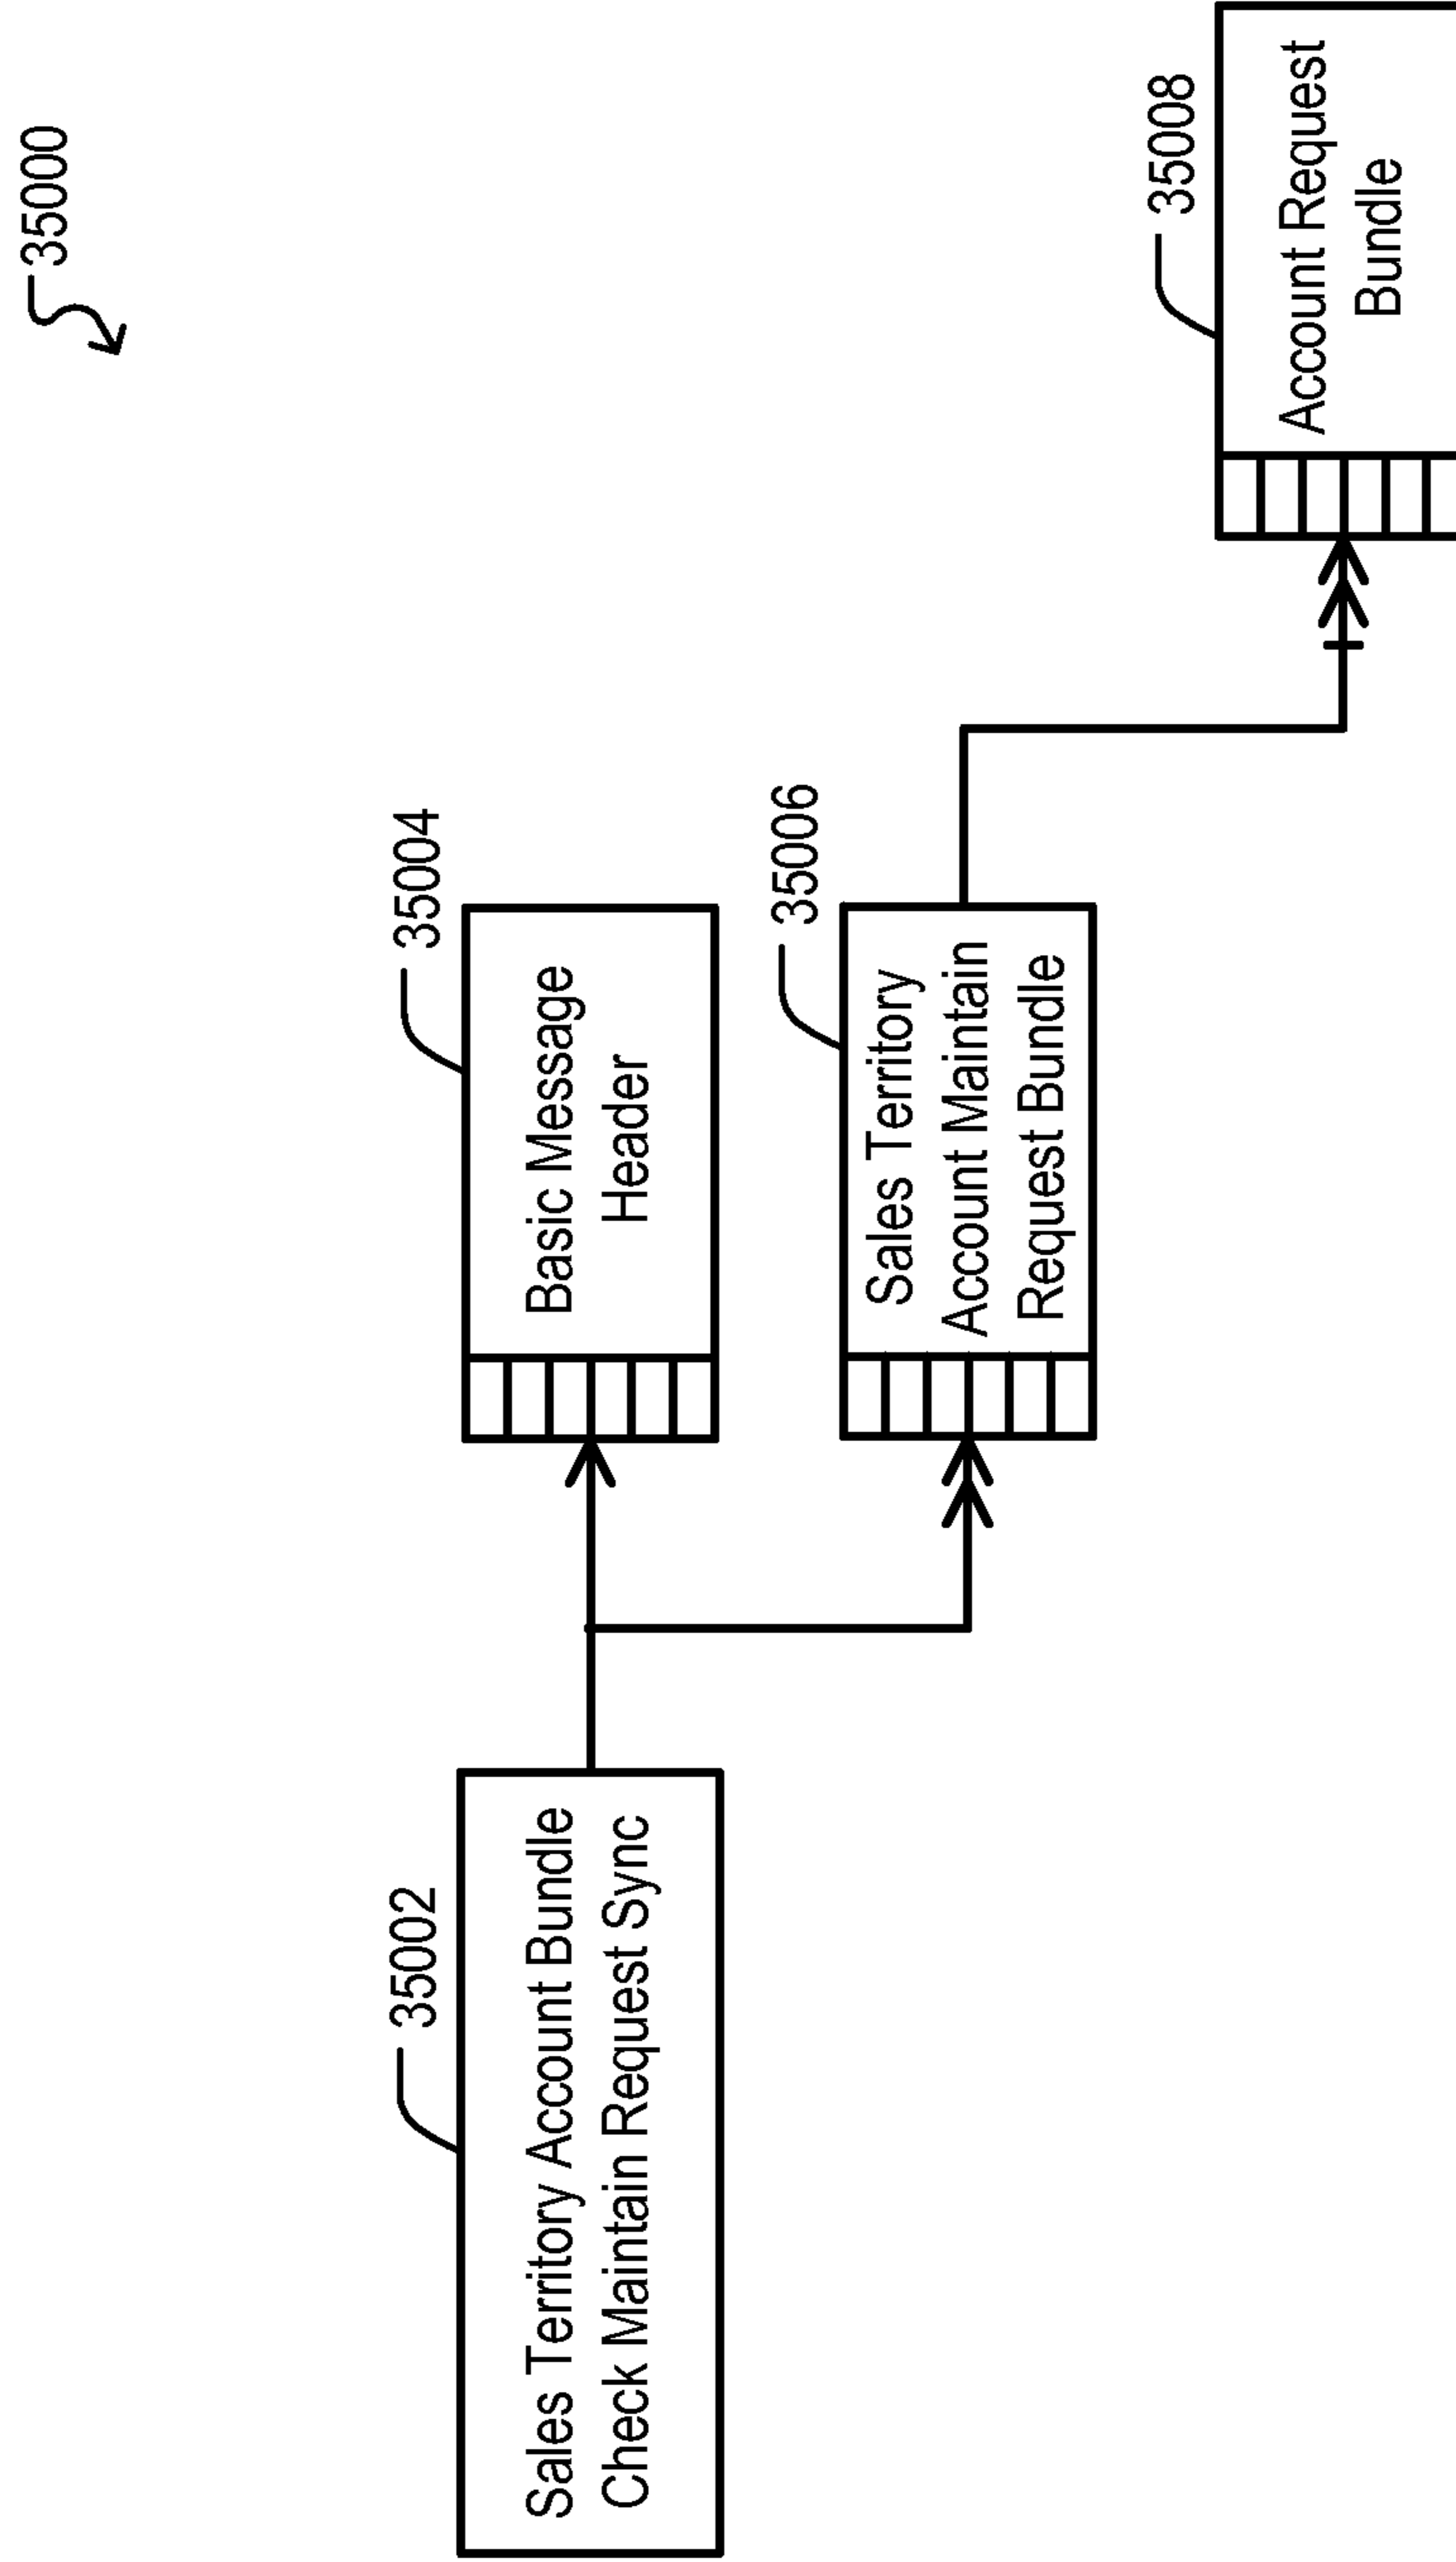 35000
35002
Sales Territory Account Bundle
Check Maintain Request Sync
35004
Basic Message
Header
35006
Sales Territory
Account Maintain
Request Bundle
35008
Account Request
Bundle